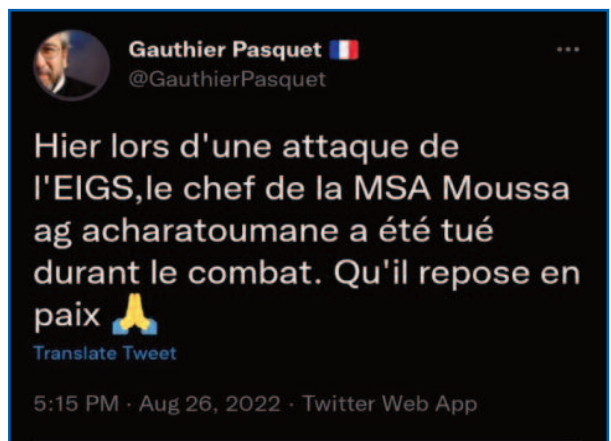 Gauthier Pasquet 🇫🇷
@GauthierPasquet
Hier lors d'une attaque de
l'EIGS,le chef de la MSA Moussa
ag acharatoumane a été tué
durant le combat. Qu'il repose en
paix 🙏
Translate Tweet
5:15 PM · Aug 26, 2022 · Twitter Web App